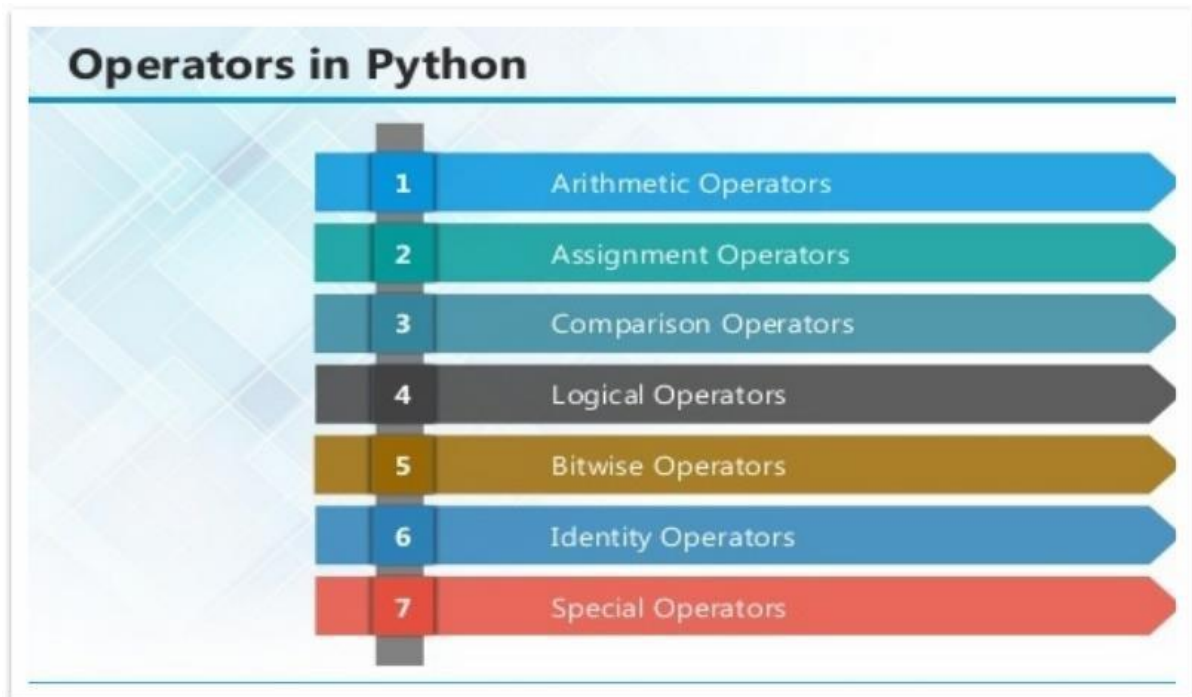 Operators in Python
1 Arithmetic Operators
2 Assignment Operators
3 Comparison Operators
4 Logical Operators
5 Bitwise Operators
6 Identity Operators
7 Special Operators